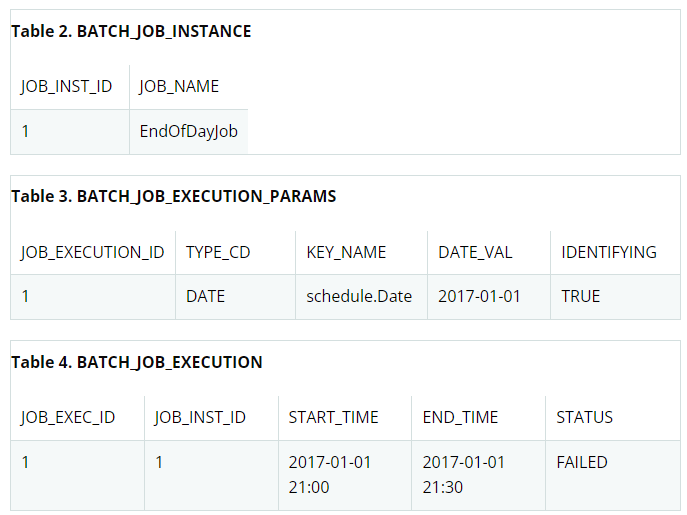 Table 2. BATCH_JOB_INSTANCE
JOB_INST_ID JOB_NAME
1 EndOfDayJob
Table 3. BATCH_JOB_EXECUTION_PARAMS
JOB_EXECUTION_ID TYPE_CD KEY_NAME DATE_VAL IDENTIFYING
1 DATE schedule.Date 2017-01-01 TRUE
Table 4. BATCH_JOB_EXECUTION
JOB_EXEC_ID JOB_INST_ID START_TIME END_TIME STATUS
1 1 2017-01-01 2017-01-01 FAILED
21:00 21:30